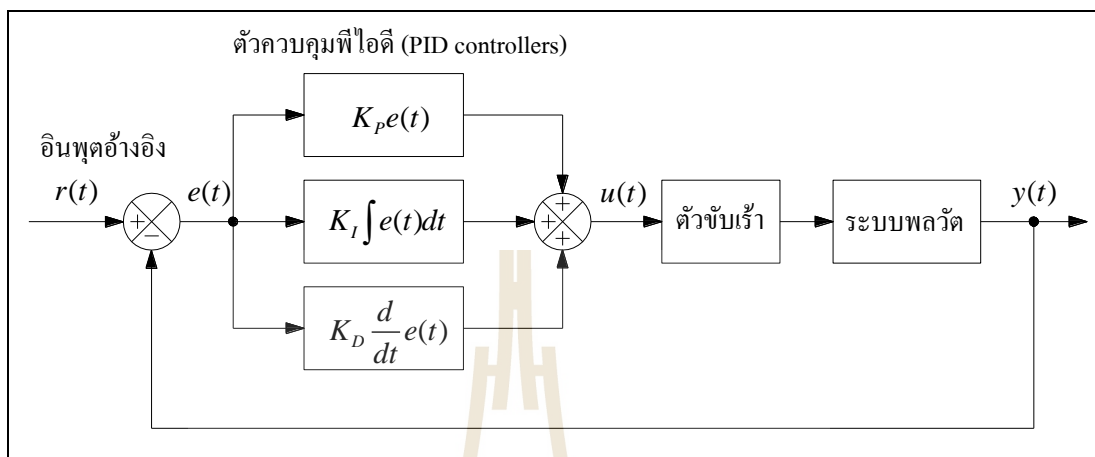 ตัวควบคุมพีไอดี (PID controllers)
K_P e(t)
อินพุตอ้างอิง
r(t)
e(t)
u(t)
y(t)
+
−
K_I ∫ e(t)dt
+
+
+
ตัวขับเร้า
ระบบพลวัต
K_D d/dt e(t)